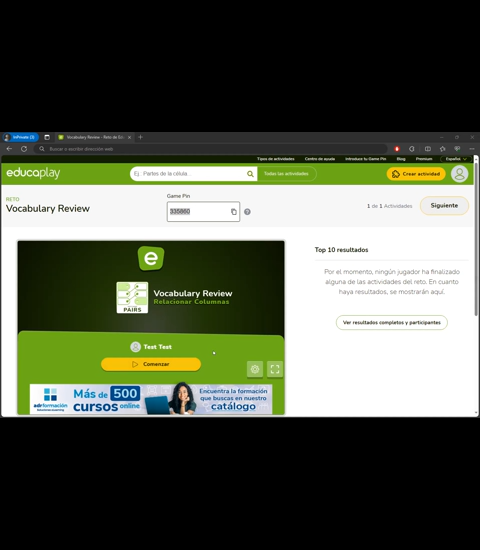 InPrivate (3)
Vocabulary Review - Reto de Ed
Buscar o escribir dirección web
Tipos de actividades
Centro de ayuda
Introduce tu Game Pin
Blog
Premium
Español
educaplay
Partes de la célula
Todas las actividades
Crear actividad
RETO
Vocabulary Review
Game Pin
335860
1 de 1 Actividades
Siguiente
e
PAIRS
Vocabulary Review
Relacionar Columnas
Test Test
Comenzar
Top 10 resultados
Por el momento, ningún jugador ha finalizado
alguna de las actividades del reto. En cuanto
haya resultados, se mostrarán aquí.
Ver resultados completos y participantes
adrformación
Más de 500
cursos online
Encuentra la formación
que buscas en nuestro
catálogo